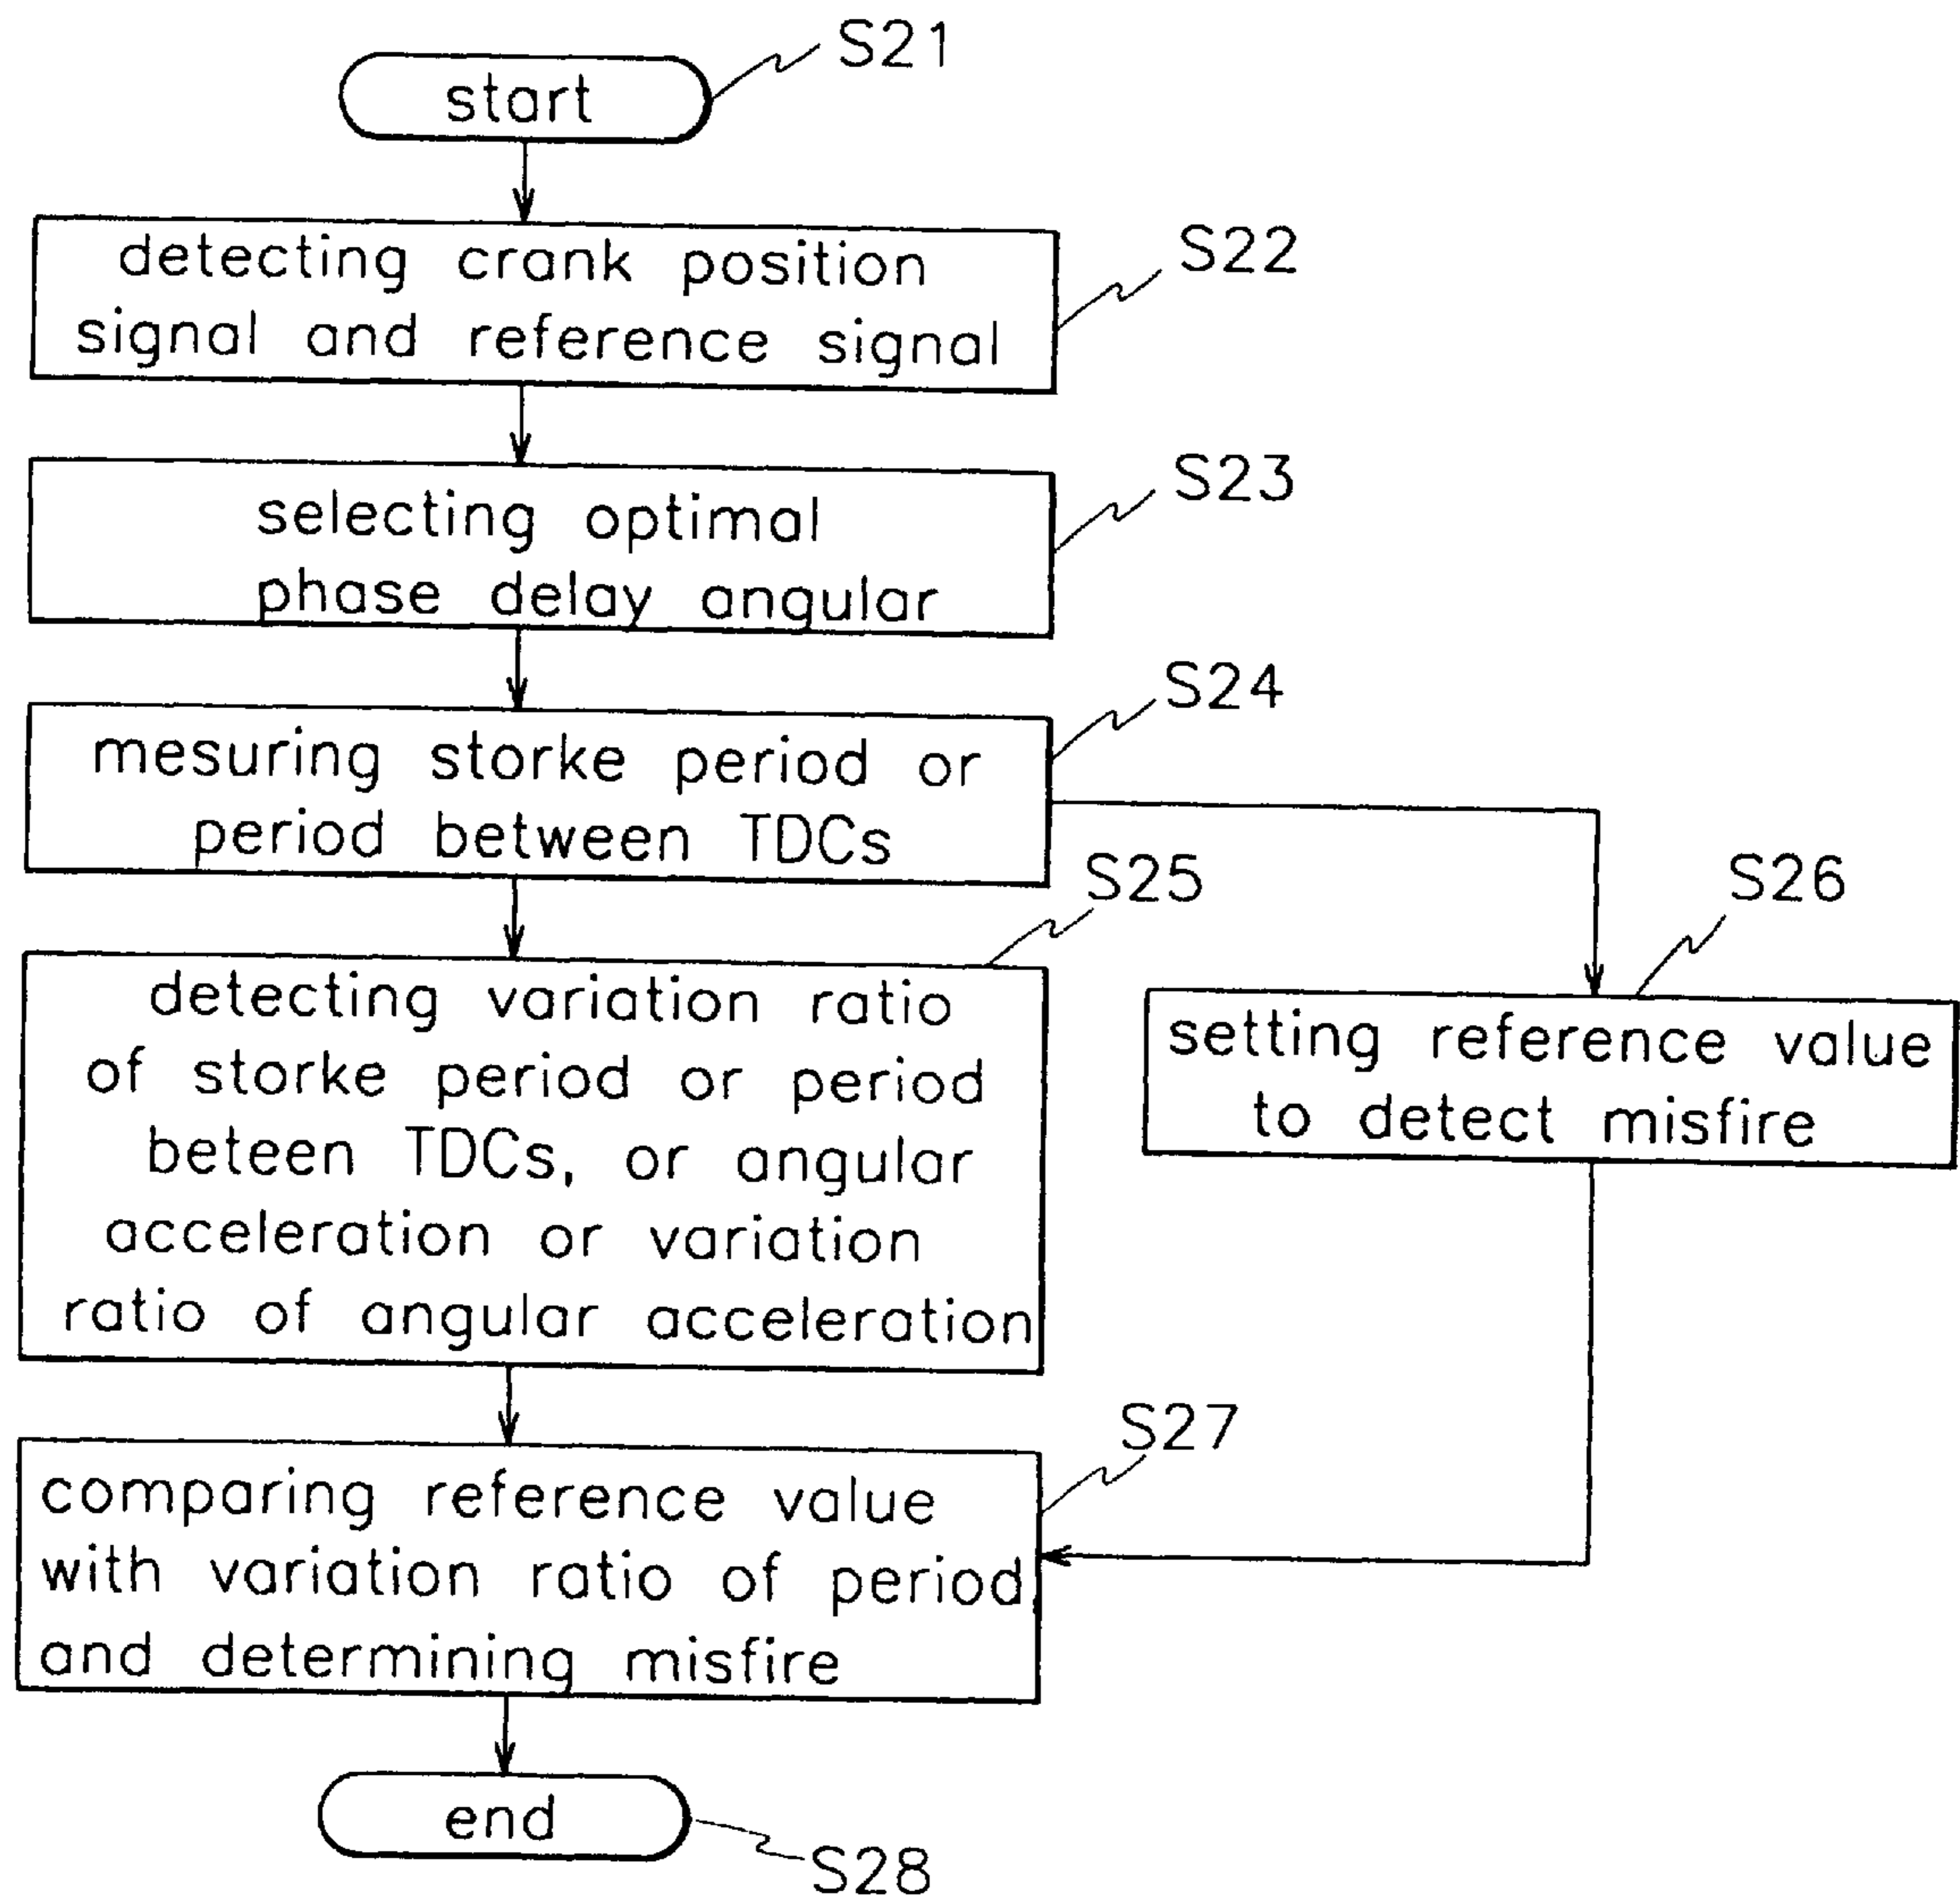 S21
start
S22
detecting crank position
signal and reference signal
S23
selecting optimal
phase delay angular
S24
mesuring storke period or
period between TDCs
S25
detecting variation ratio
of storke period or period
beteen TDCs, or angular
acceleration or variation
ratio of angular acceleration
S26
setting reference value
to detect misfire
S27
comparing reference value
with variation ratio of period
and determining misfire
end
S28